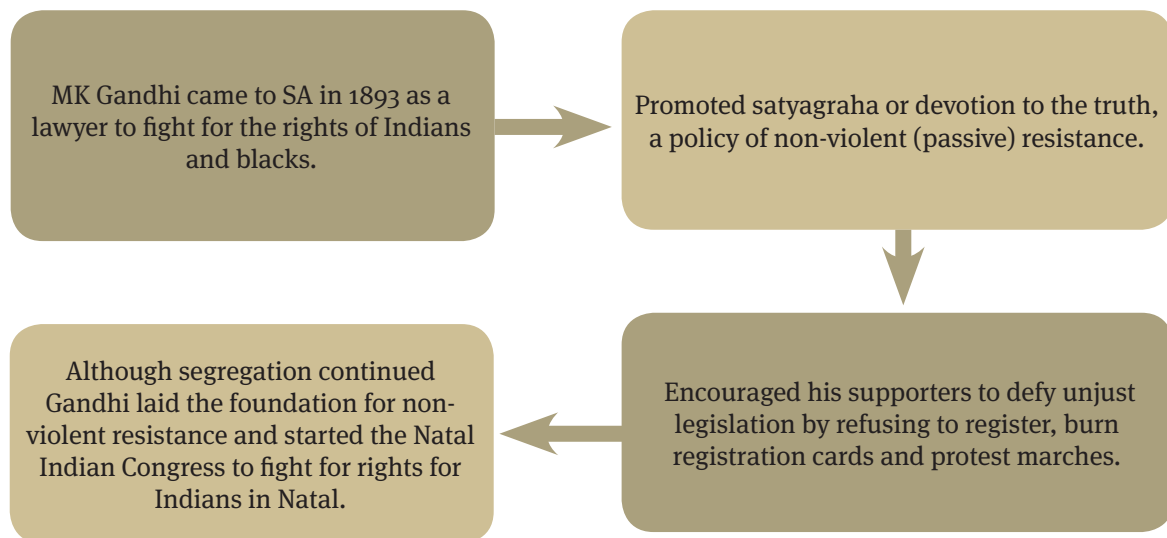 MK Gandhi came to SA in 1893 as a
lawyer to fight for the rights of Indians
and blacks.
Promoted satyagraha or devotion to the truth,
a policy of non-violent (passive) resistance.
Encouraged his supporters to defy unjust
legislation by refusing to register, burn
registration cards and protest marches.
Although segregation continued
Gandhi laid the foundation for non-
violent resistance and started the Natal
Indian Congress to fight for rights for
Indians in Natal.